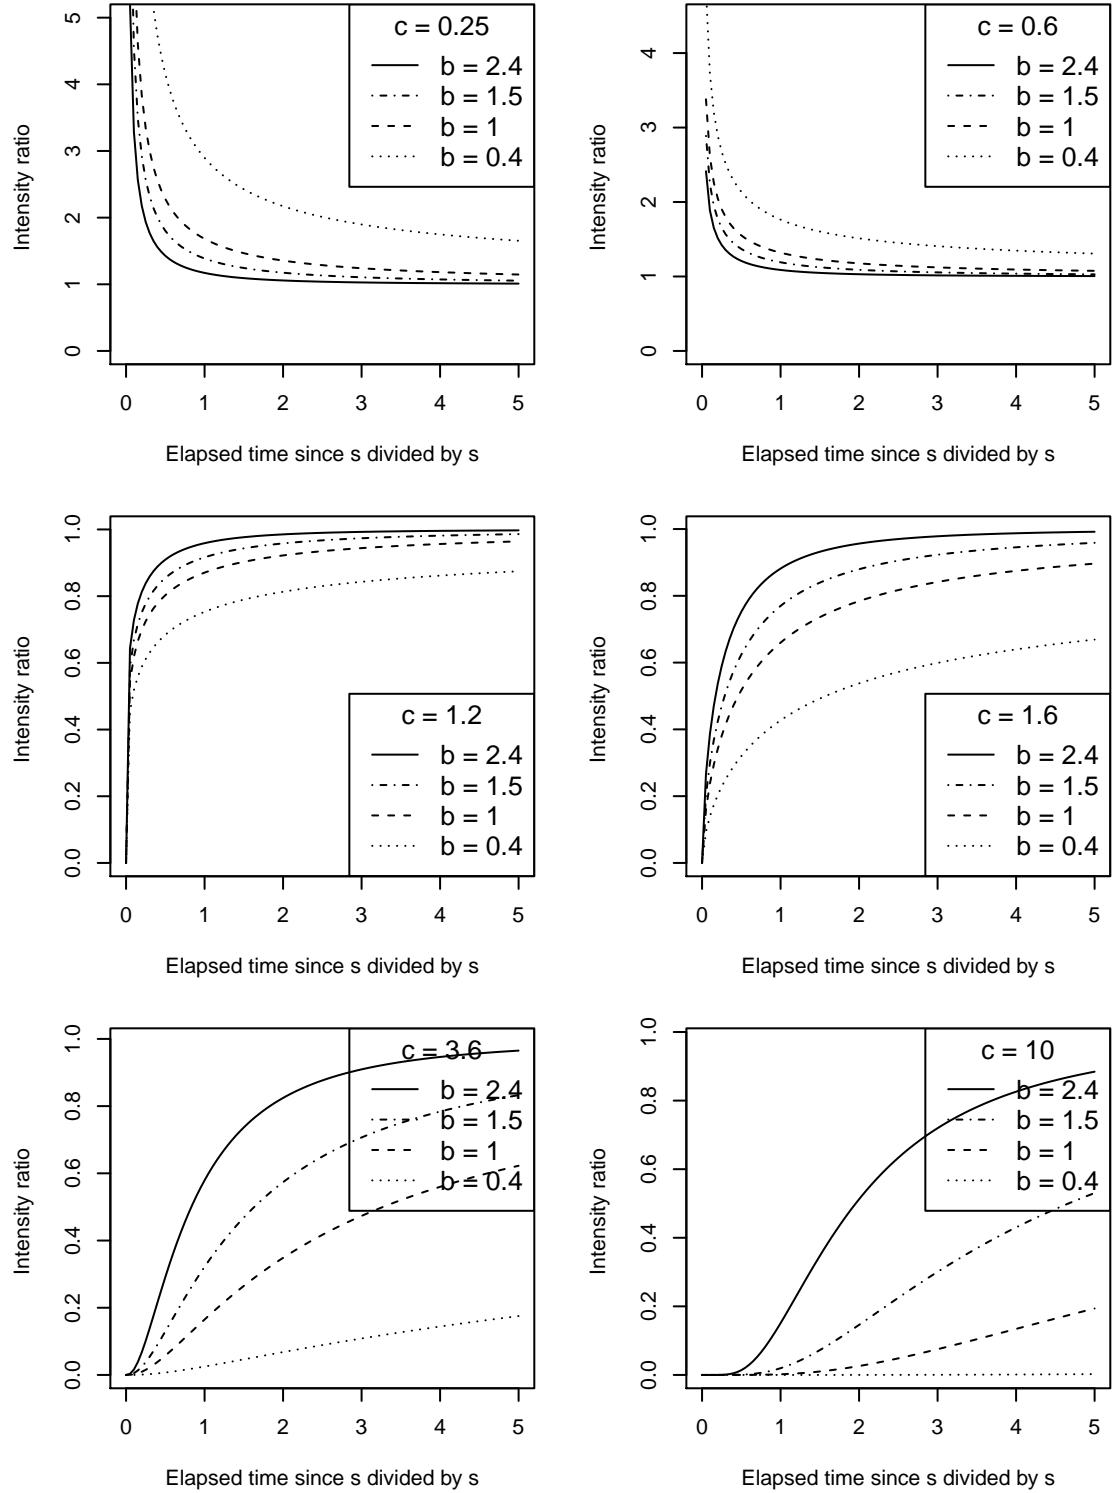 c = 0.25
b = 2.4
b = 1.5
b = 1
b = 0.4
Intensity ratio
5
4
3
2
1
0
0 1 2 3 4 5
Elapsed time since s divided by s
c = 0.6
b = 2.4
b = 1.5
b = 1
b = 0.4
Intensity ratio
4
3
2
1
0
0 1 2 3 4 5
Elapsed time since s divided by s
c = 1.2
b = 2.4
b = 1.5
b = 1
b = 0.4
Intensity ratio
1.0
0.8
0.6
0.4
0.2
0.0
0 1 2 3 4 5
Elapsed time since s divided by s
c = 1.6
b = 2.4
b = 1.5
b = 1
b = 0.4
Intensity ratio
1.0
0.8
0.6
0.4
0.2
0.0
0 1 2 3 4 5
Elapsed time since s divided by s
c = 3.6
b = 2.4
b = 1.5
b = 1
b = 0.4
Intensity ratio
1.0
0.8
0.6
0.4
0.2
0.0
0 1 2 3 4 5
Elapsed time since s divided by s
c = 10
b = 2.4
b = 1.5
b = 1
b = 0.4
Intensity ratio
1.0
0.8
0.6
0.4
0.2
0.0
0 1 2 3 4 5
Elapsed time since s divided by s